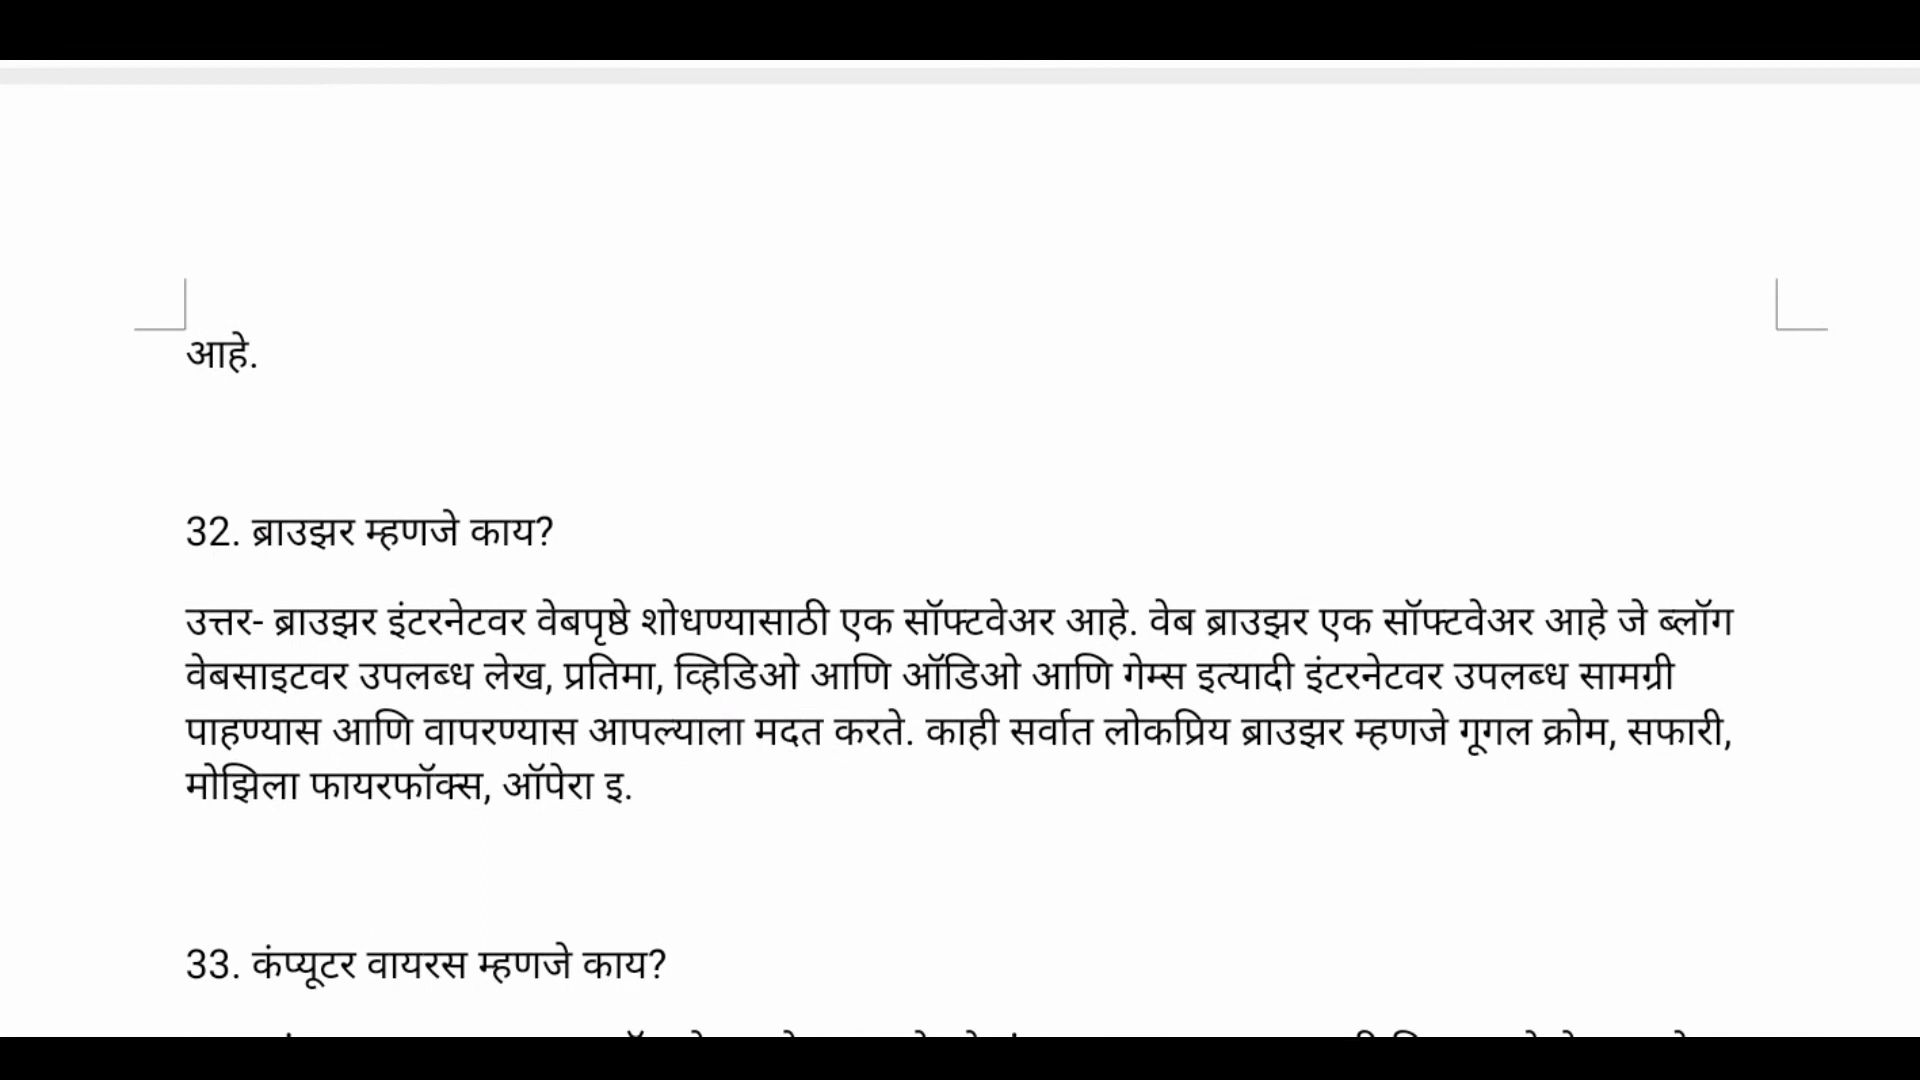 आहे.
32. ब्राउझर म्हणजे काय?
उत्तर- ब्राउझर इंटरनेटवर वेबपृष्ठे शोधण्यासाठी एक सॉफ्टवेअर आहे. वेब ब्राउझर एक सॉफ्टवेअर आहे जे ब्लॉग
वेबसाइटवर उपलब्ध लेख, प्रतिमा, व्हिडिओ आणि ऑडिओ आणि गेम्स इत्यादी इंटरनेटवर उपलब्ध सामग्री
पाहण्यास आणि वापरण्यास आपल्याला मदत करते. काही सर्वात लोकप्रिय ब्राउझर म्हणजे गूगल क्रोम, सफारी,
मोझिला फायरफॉक्स, ऑपेरा इ.
33. कंप्यूटर वायरस म्हणजे काय?